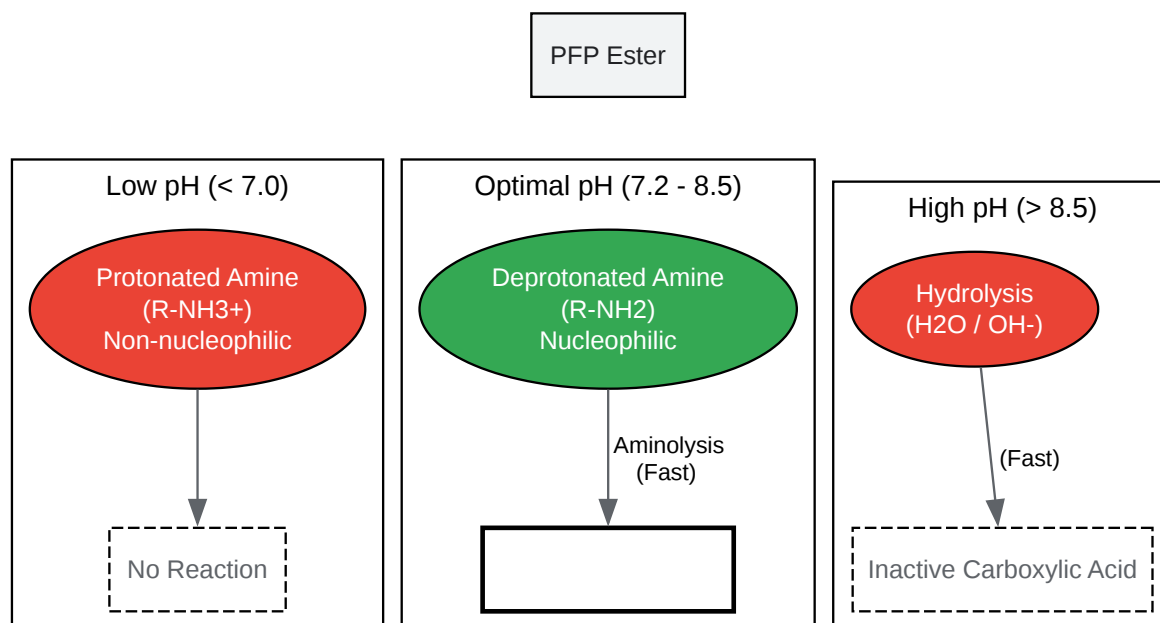 PFP Ester
Low pH (< 7.0)
Protonated Amine
(R-NH3+)
Non-nucleophilic
No Reaction
Optimal pH (7.2 - 8.5)
Deprotonated Amine
(R-NH2)
Nucleophilic
Aminolysis
(Fast)
High pH (> 8.5)
Hydrolysis
(H2O / OH-)
(Fast)
Inactive Carboxylic Acid